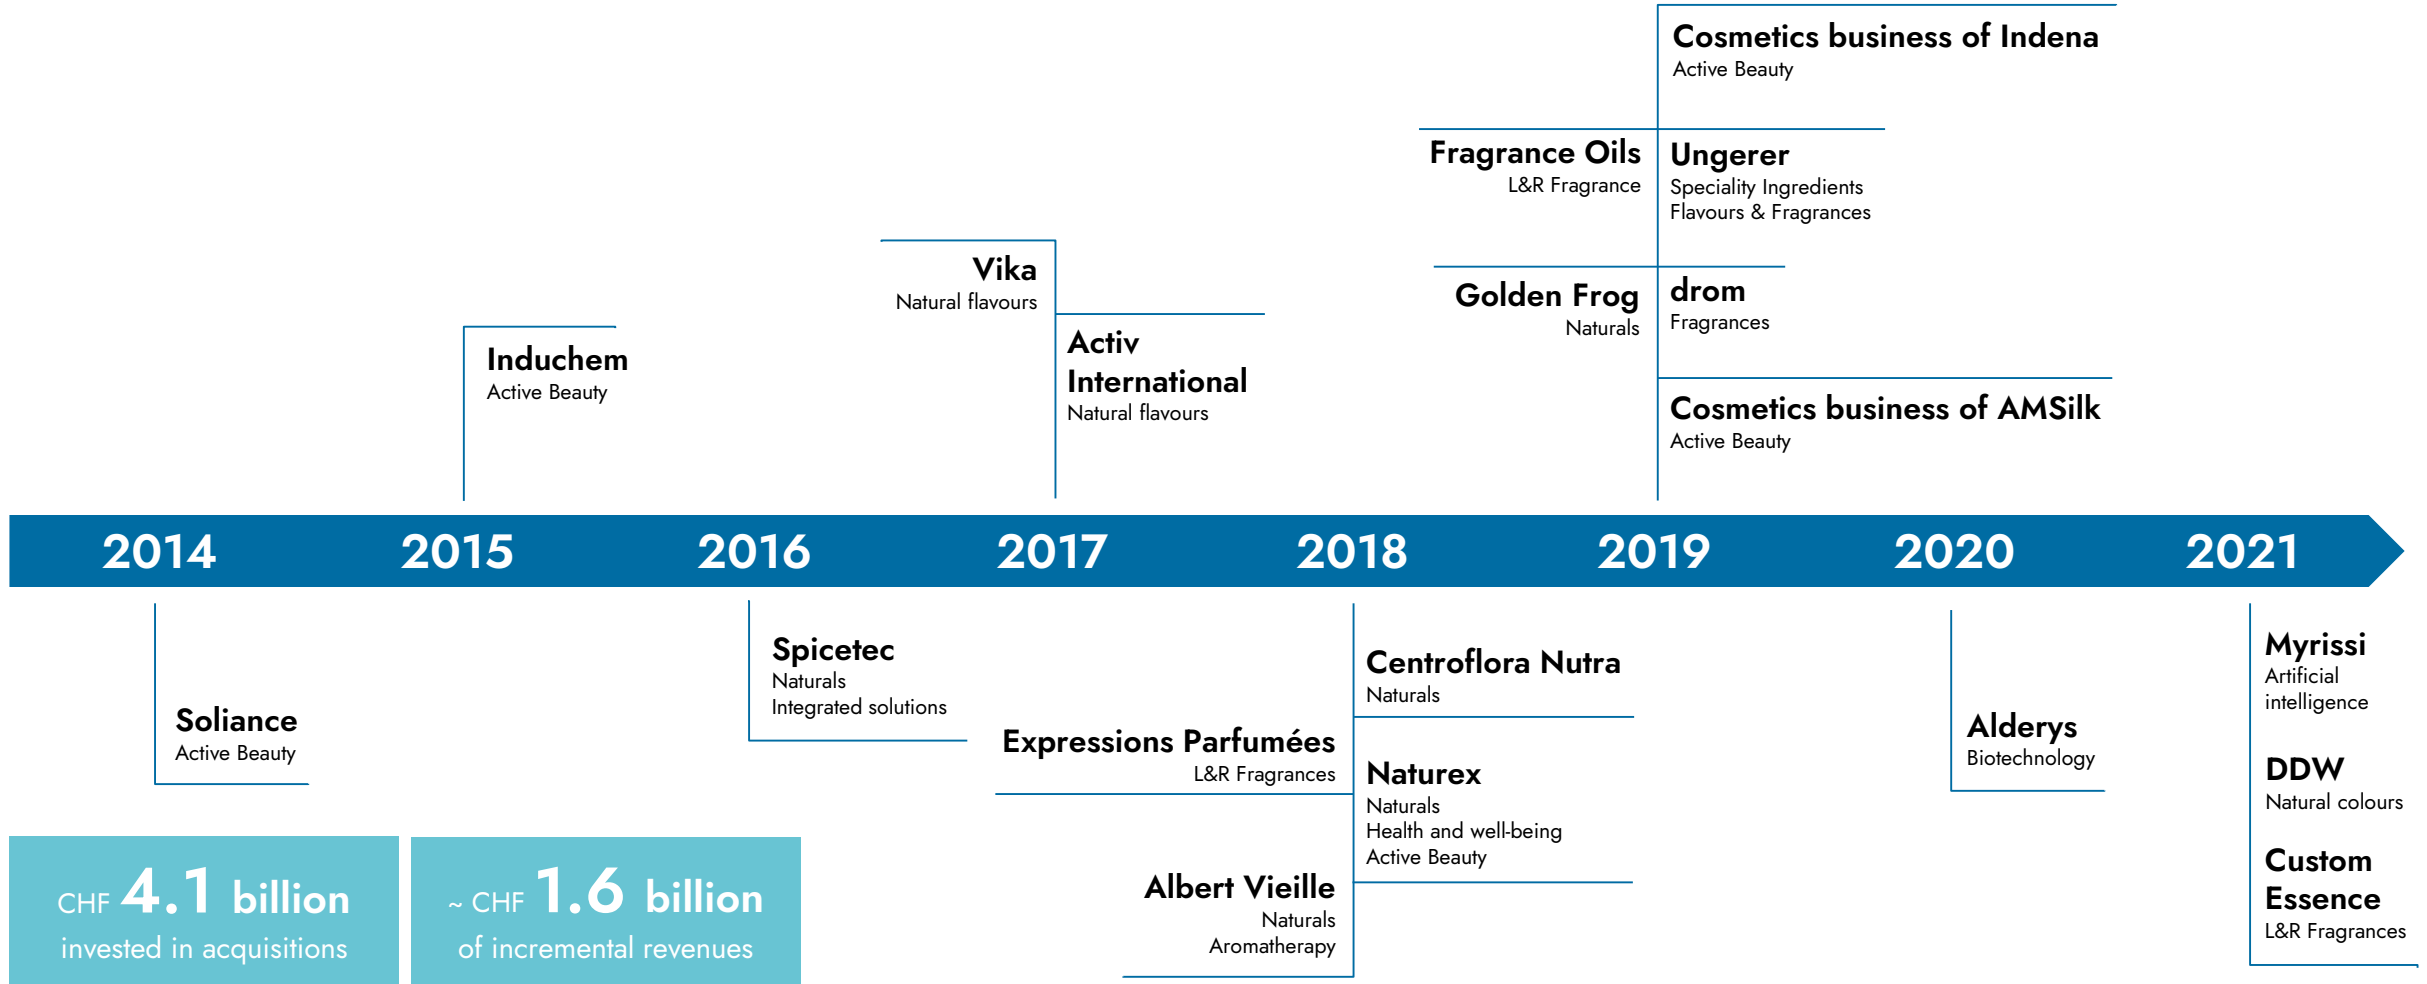 Cosmetics business of Indena
Active Beauty
Fragrance Oils
L&R Fragrance
Ungerer
Speciality Ingredients
Flavours & Fragrances
Vika
Natural flavours
Golden Frog
Naturals
drom
Fragrances
Activ
International
Natural flavours
Induchem
Active Beauty
Cosmetics business of AMSilk
Active Beauty
2014 2015 2016 2017 2018 2019 2020 2021
Soliance
Active Beauty
Spicetec
Naturals
Integrated solutions
Expressions Parfumées
L&R Fragrances
Albert Vieille
Naturals
Aromatherapy
Centroflora Nutra
Naturals
Naturex
Naturals
Health and well-being
Active Beauty
Alderys
Biotechnology
Myrissi
Artificial
intelligence
DDW
Natural colours
Custom
Essence
L&R Fragrances
CHF 4.1 billion
invested in acquisitions
~ CHF 1.6 billion
of incremental revenues